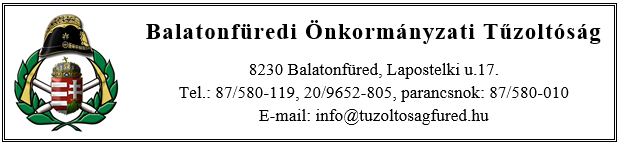 Balatonfüredi Önkormányzati Tűzoltóság
8230 Balatonfüred, Lapostelki u.17.
Tel.: 87/580-119, 20/9652-805, parancsnok: 87/580-010
E-mail: info@tuzoltosagfured.hu